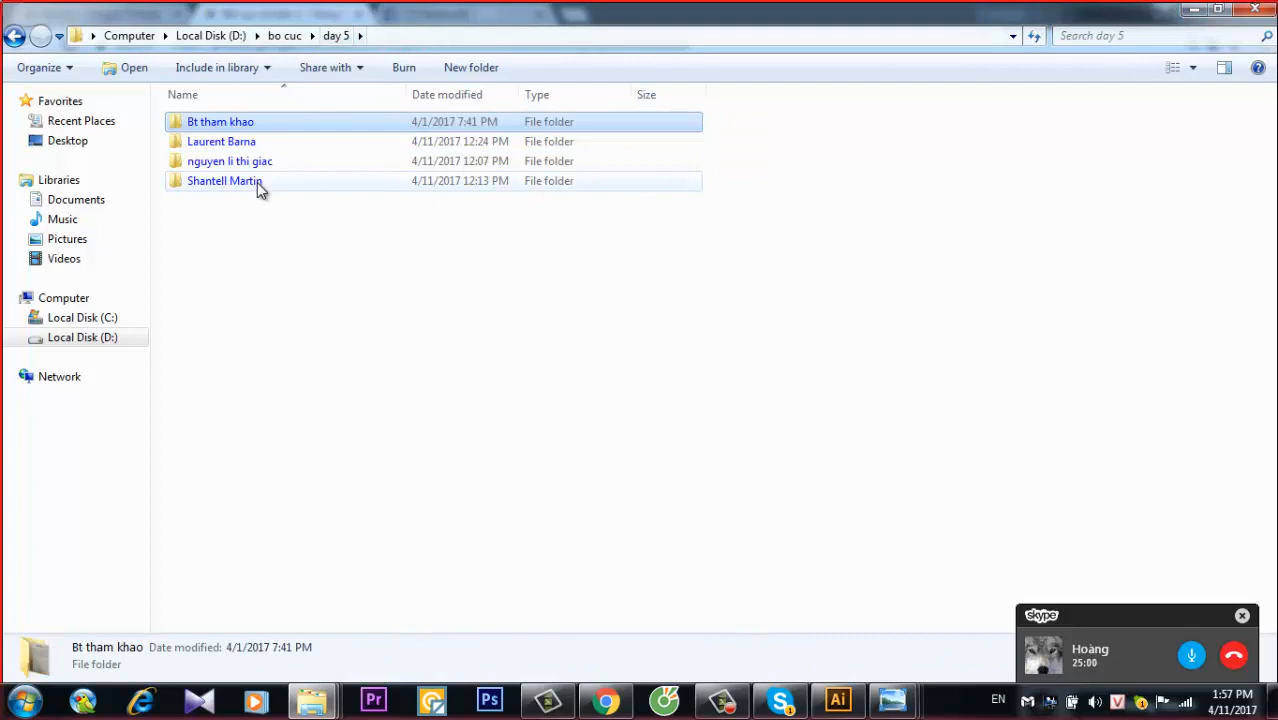 Computer Local Disk (D:) bo cuc day 5 Search day 5
Organize Open Include in library Share with Burn New folder
Name Date modified Type Size
Favorites
Recent Places
Desktop
Libraries
Documents
Music
Pictures
Videos
Computer
Local Disk (C:)
Local Disk (D:)
Network
Bt tham khao 4/1/2017 7:41 PM File folder
Laurent Barna 4/11/2017 12:24 PM File folder
nguyen li thi giac 4/11/2017 12:07 PM File folder
Shantell Martin 4/11/2017 12:13 PM File folder
Bt tham khao Date modified: 4/1/2017 7:41 PM
File folder
skype
Hoàng
25:00
Pr Ps Ai
EN
1:57 PM
4/11/2017